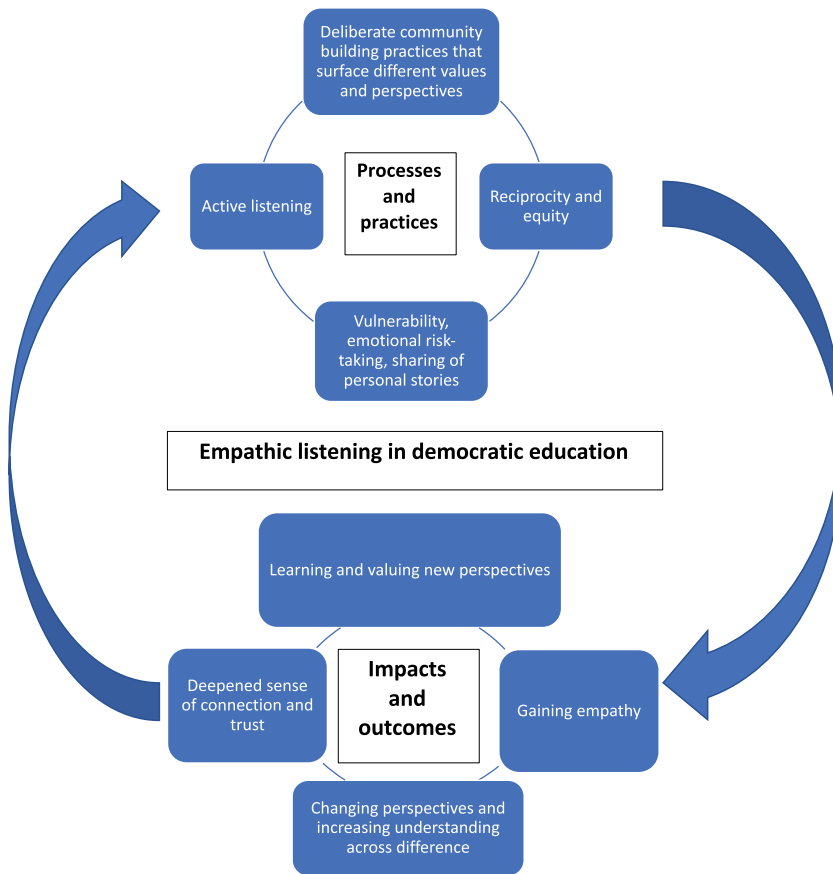 Deliberate community
building practices that
surface different values
and perspectives
Processes
and
practices
Active listening
Reciprocity and
equity
Vulnerability,
emotional risk-
taking, sharing of
personal stories
Empathic listening in democratic education
Learning and valuing new perspectives
Impacts
and
outcomes
Deepened sense
of connection and
trust
Gaining empathy
Changing perspectives and
increasing understanding
across difference